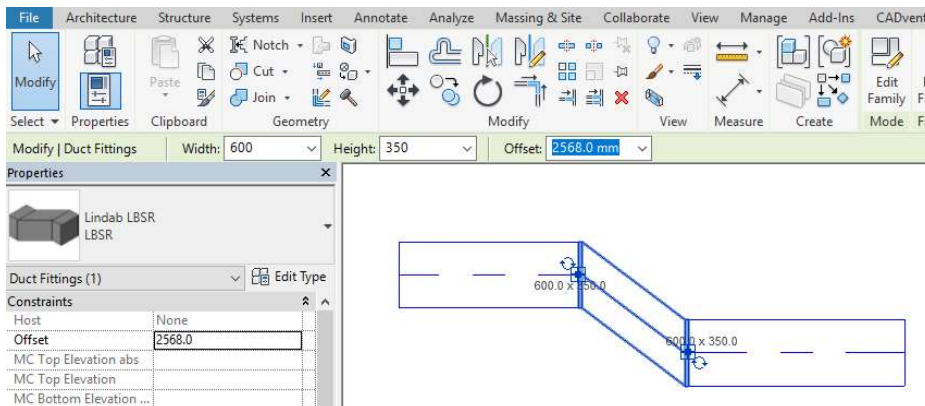 File Architecture Structure Systems Insert Annotate Analyze Massing & Site Collaborate View Manage Add-Ins CADvent
Notch
Modify Paste Cut Edit
Join Family F
Select Properties Clipboard Geometry Modify View Measure Create Mode F
Modify | Duct Fittings Width: 600 Height: 350 Offset: 2568.0 mm
Properties
Lindab LBSR
LBSR
Duct Fittings (1) Edit Type
600.0 x 350.0
Constraints
Host None
Offset 2568.0
600.0 x 350.0
MC Top Elevation abs
MC Top Elevation
MC Bottom Elevation ...